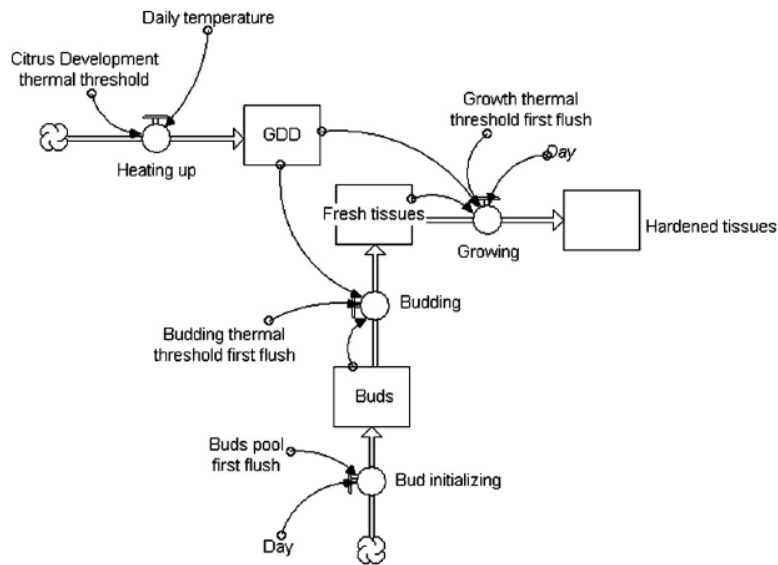 Daily temperature
Citrus Development
thermal threshold
GDD
Heating up
Growth thermal
threshold first flush
Day
Fresh tissues
Growing
Hardened tissues
Budding
Budding thermal
threshold first flush
Buds
Buds pool
first flush
Bud initializing
Day